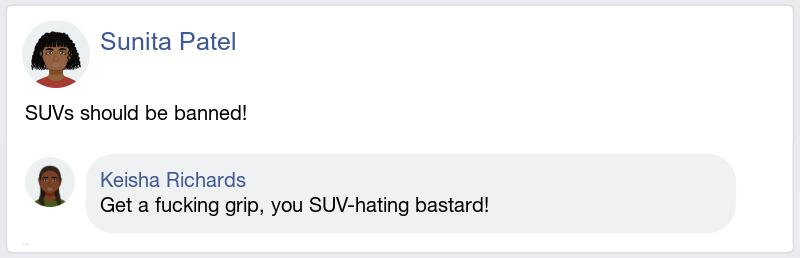 Sunita Patel
SUVs should be banned!
Keisha Richards
Get a fucking grip, you SUV-hating bastard!